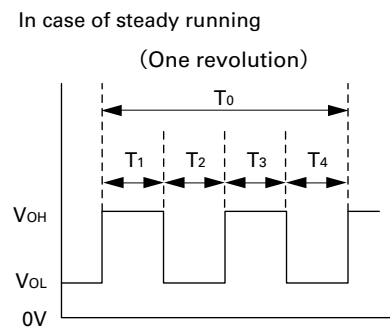 In case of steady running
(One revolution)
T0
T1 T2 T3 T4
VOH
VOL
0V